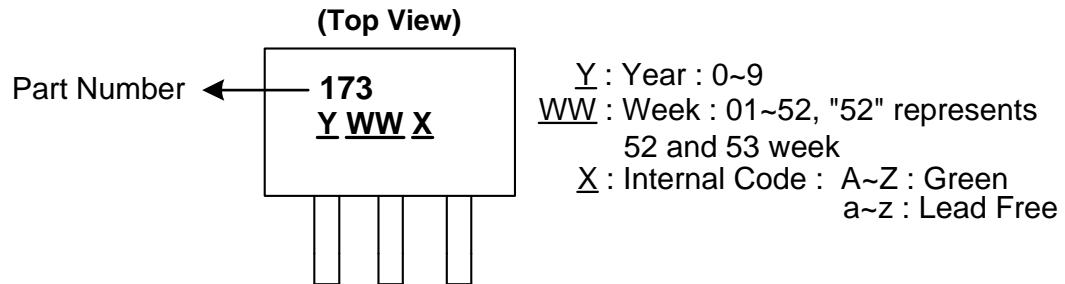 (Top View)
Part Number
173
Y WW X
Y : Year : 0~9
WW : Week : 01~52, "52" represents
52 and 53 week
X : Internal Code : A~Z : Green
a~z : Lead Free